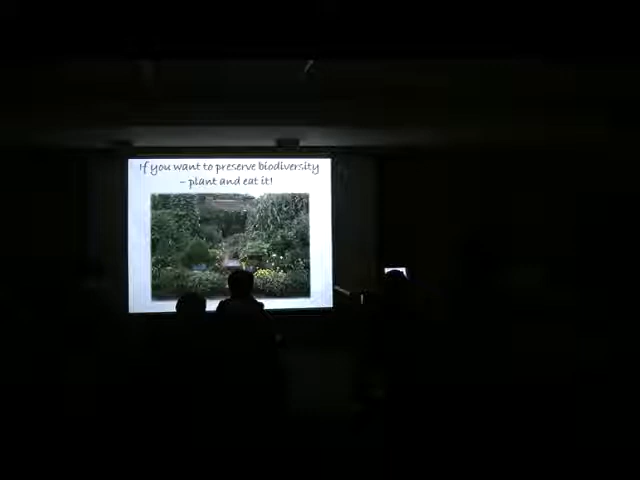 If you want to preserve biodiversity
– plant and eat it!